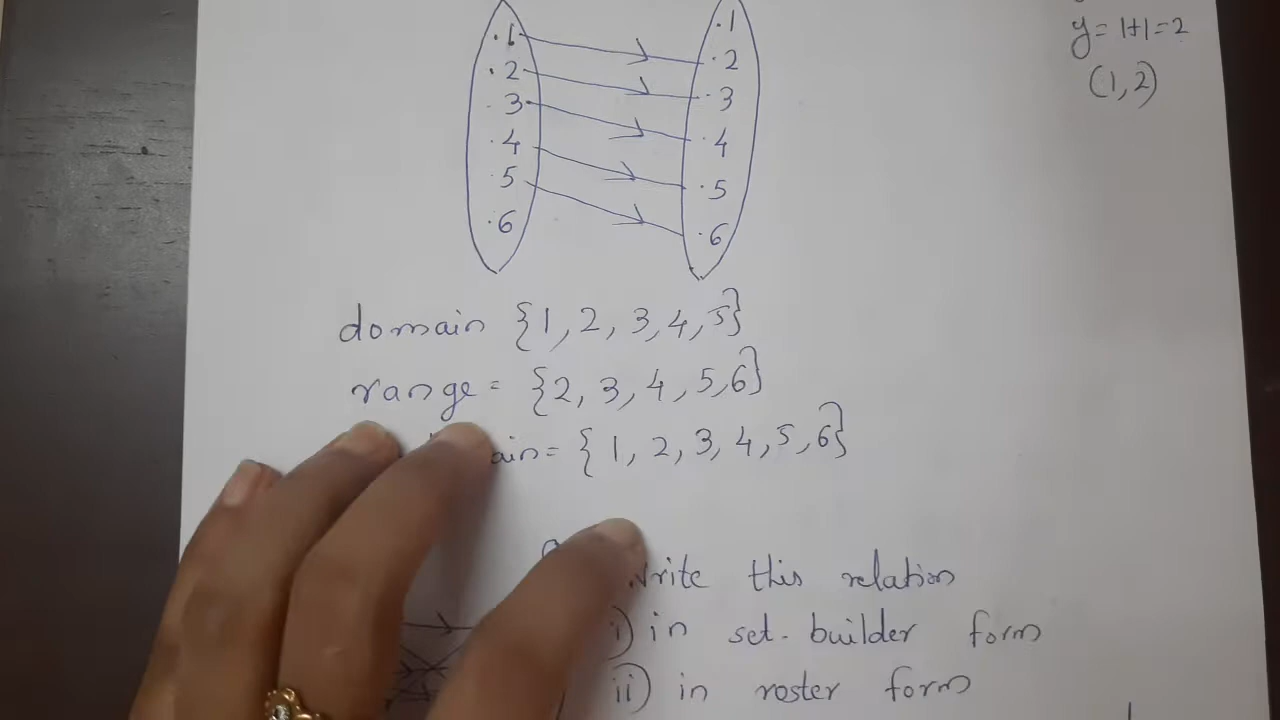 .1 .1
.2 .2
.3 .3
.4 .4
.5 .5
.6 .6
y= 1+1=2
(1,2)
domain {1,2,3,4,5}
range= {2,3,4,5,6}
ain= {1,2,3,4,5,6}
write this relation
i) in set-builder form
ii) in roster form